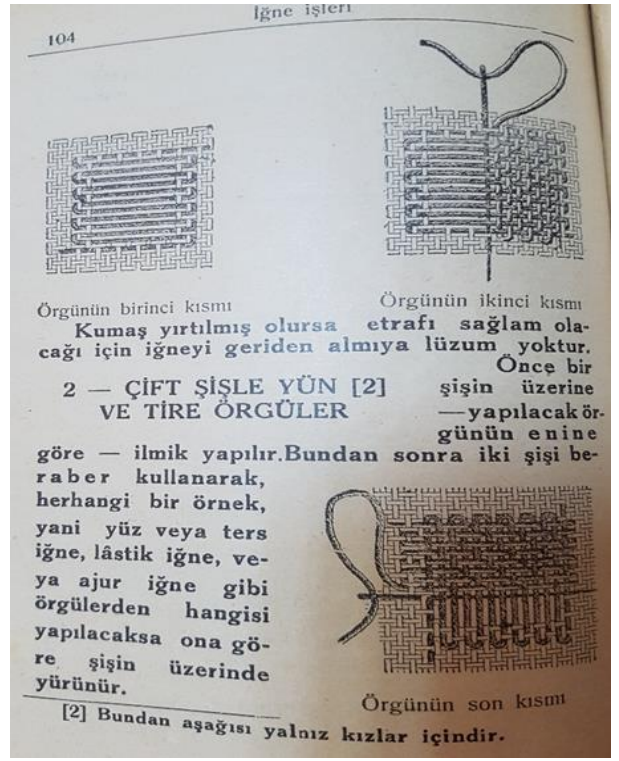 İğne işleri
104
Örgünün birinci kısmı
Örgünün ikinci kısmı
Kumaş yırtılmış olursa etrafı sağlam ola-
cağı için iğneyi geriden almıya lüzum yoktur.
2 — ÇİFT ŞİŞLE YÜN [2]
VE TİRE ÖRGÜLER
Önce bir
şişin üzerine
—yapılacak ör-
günün enine
göre — ilmik yapılır.Bundan sonra iki şişi be-
raber kullanarak,
herhangi bir örnek,
yani yüz veya ters
iğne, lâstik iğne, ve-
ya ajur iğne gibi
örgülerden hangisi
yapılacaksa ona gö-
re şişin üzerinde
yürünür.
Örgünün son kısmı
[2] Bundan aşağısı yalnız kızlar içindir.